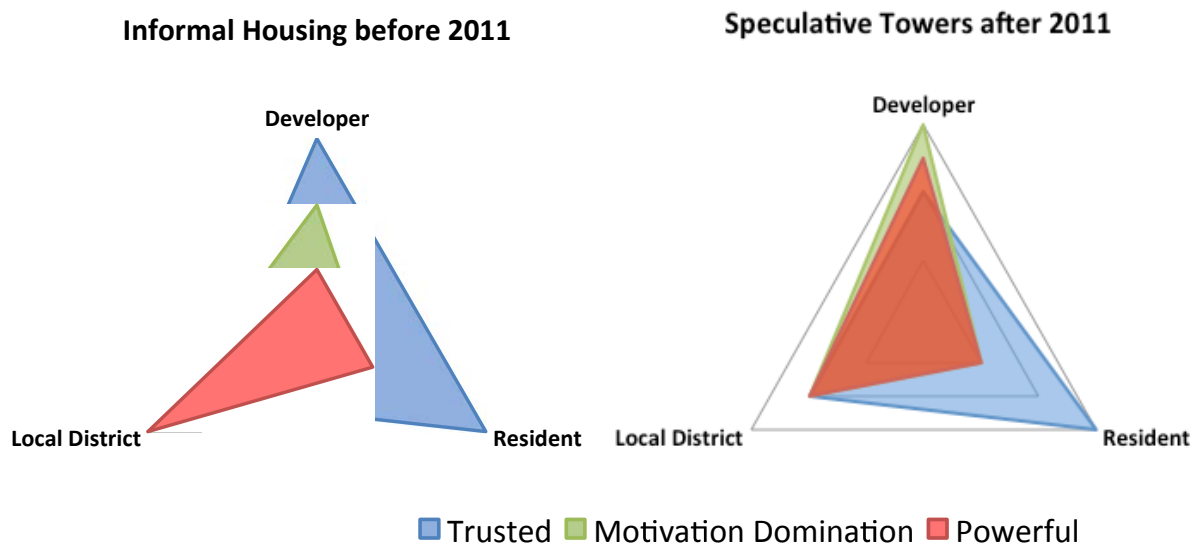 Informal Housing before 2011
Speculative Towers after 2011
Developer
Developer
Local District
Resident
Local District
Resident
Trusted
Motivation Domination
Powerful